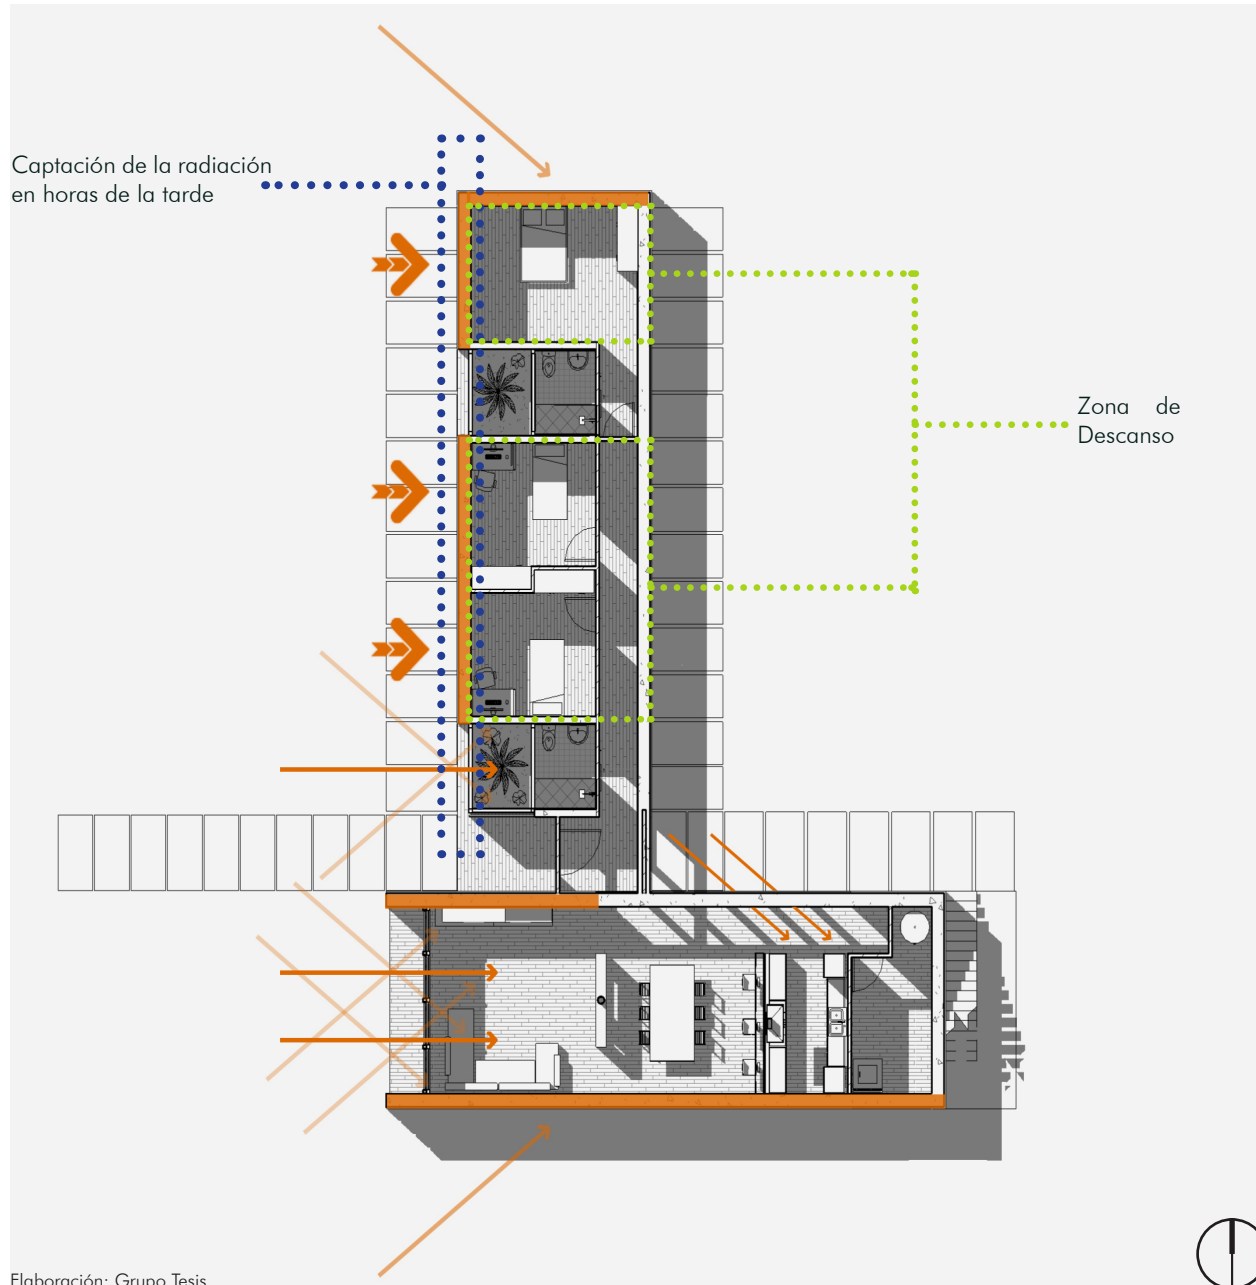 Captación de la radiación
en horas de la tarde
Zona de
Descanso
Elaboración: Grupo Tesis